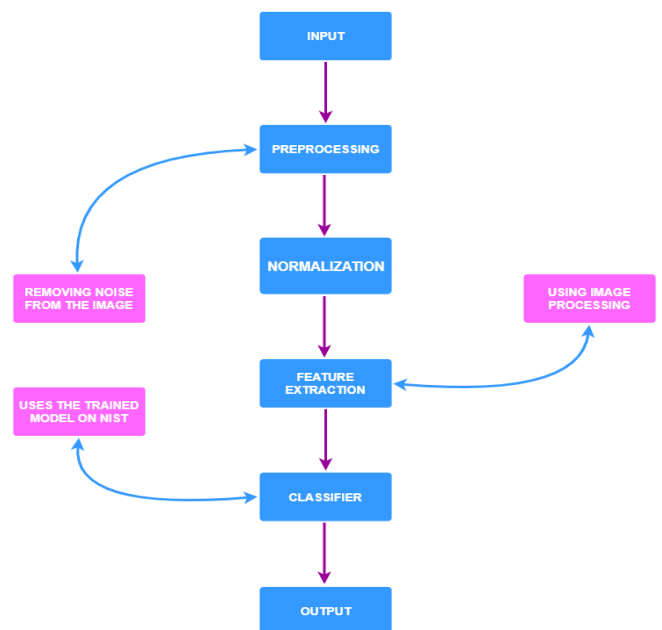 INPUT
PREPROCESSING
NORMALIZATION
REMOVING NOISE
FROM THE IMAGE
USING IMAGE
PROCESSING
FEATURE
EXTRACTION
USES THE TRAINED
MODEL ON NIST
CLASSIFIER
OUTPUT